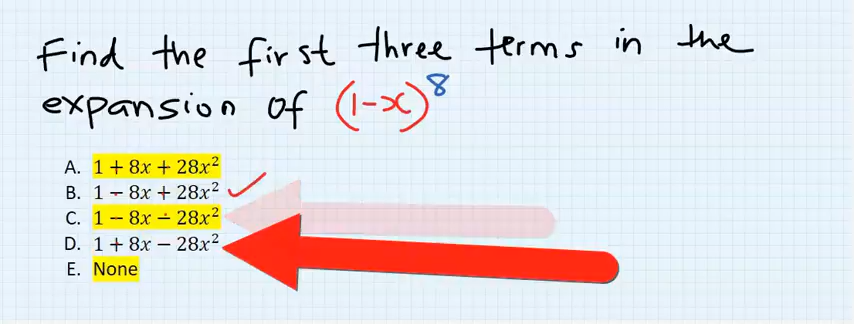 Find the first three terms in the
expansion of (1-x)⁸
A. 1 + 8x + 28x²
B. 1 − 8x + 28x²
C. 1 − 8x − 28x²
D. 1 + 8x − 28x²
E. None